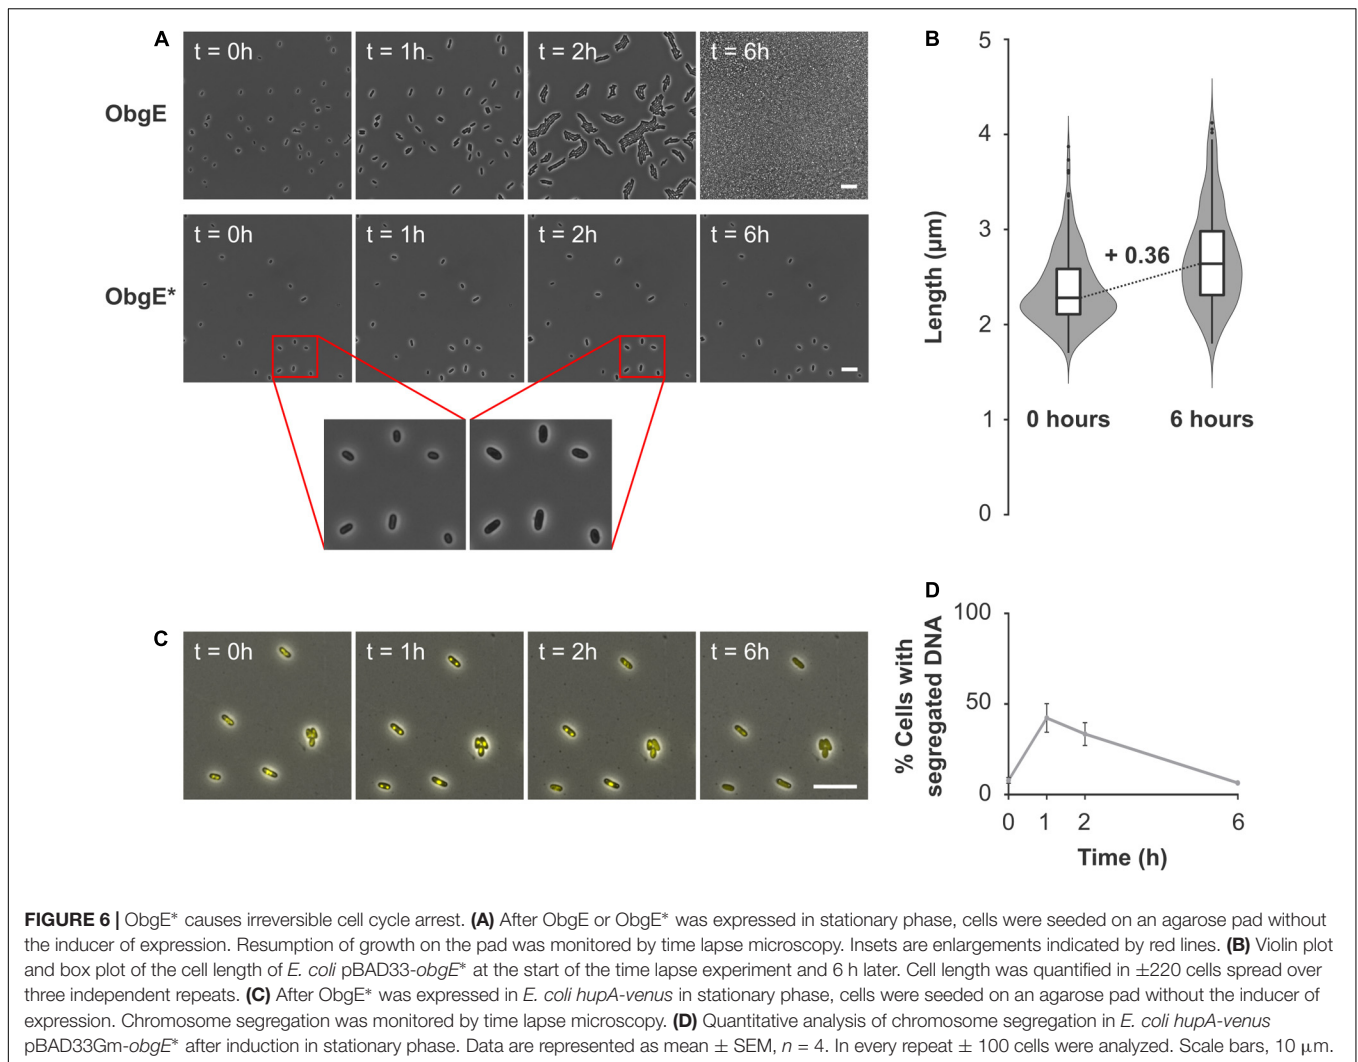 A
t = 0h
t = 1h
t = 2h
t = 6h
ObgE
t = 0h
t = 1h
t = 2h
t = 6h
ObgE*
B
5
4
3
2
1
0
Length (µm)
+ 0.36
0 hours
6 hours
C
t = 0h
t = 1h
t = 2h
t = 6h
D
100
50
0
% Cells with
segregated DNA
0
1
2
6
Time (h)
FIGURE 6 | ObgE* causes irreversible cell cycle arrest. (A) After ObgE or ObgE* was expressed in stationary phase, cells were seeded on an agarose pad without
the inducer of expression. Resumption of growth on the pad was monitored by time lapse microscopy. Insets are enlargements indicated by red lines. (B) Violin plot
and box plot of the cell length of E. coli pBAD33-obgE* at the start of the time lapse experiment and 6 h later. Cell length was quantified in ±220 cells spread over
three independent repeats. (C) After ObgE* was expressed in E. coli hupA-venus in stationary phase, cells were seeded on an agarose pad without the inducer of
expression. Chromosome segregation was monitored by time lapse microscopy. (D) Quantitative analysis of chromosome segregation in E. coli hupA-venus
pBAD33Gm-obgE* after induction in stationary phase. Data are represented as mean ± SEM, n = 4. In every repeat ± 100 cells were analyzed. Scale bars, 10 µm.